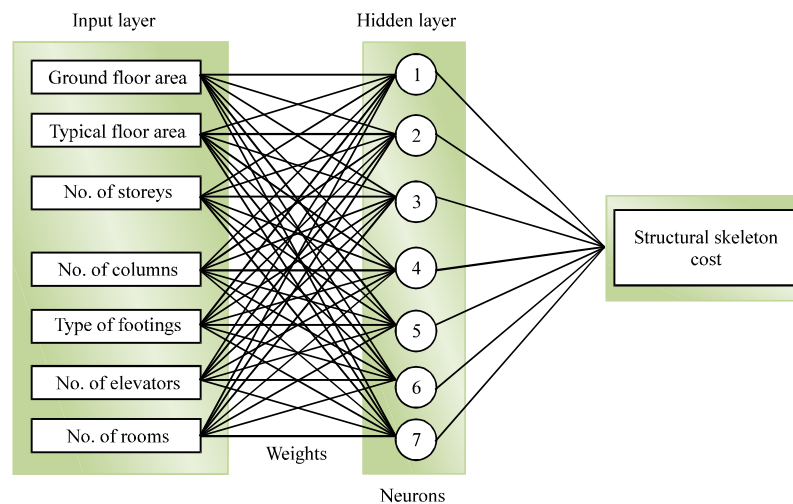 Input layer
Hidden layer
Ground floor area
Typical floor area
No. of storeys
No. of columns
Type of footings
No. of elevators
No. of rooms
Weights
1
2
3
4
5
6
7
Neurons
Structural skeleton
cost